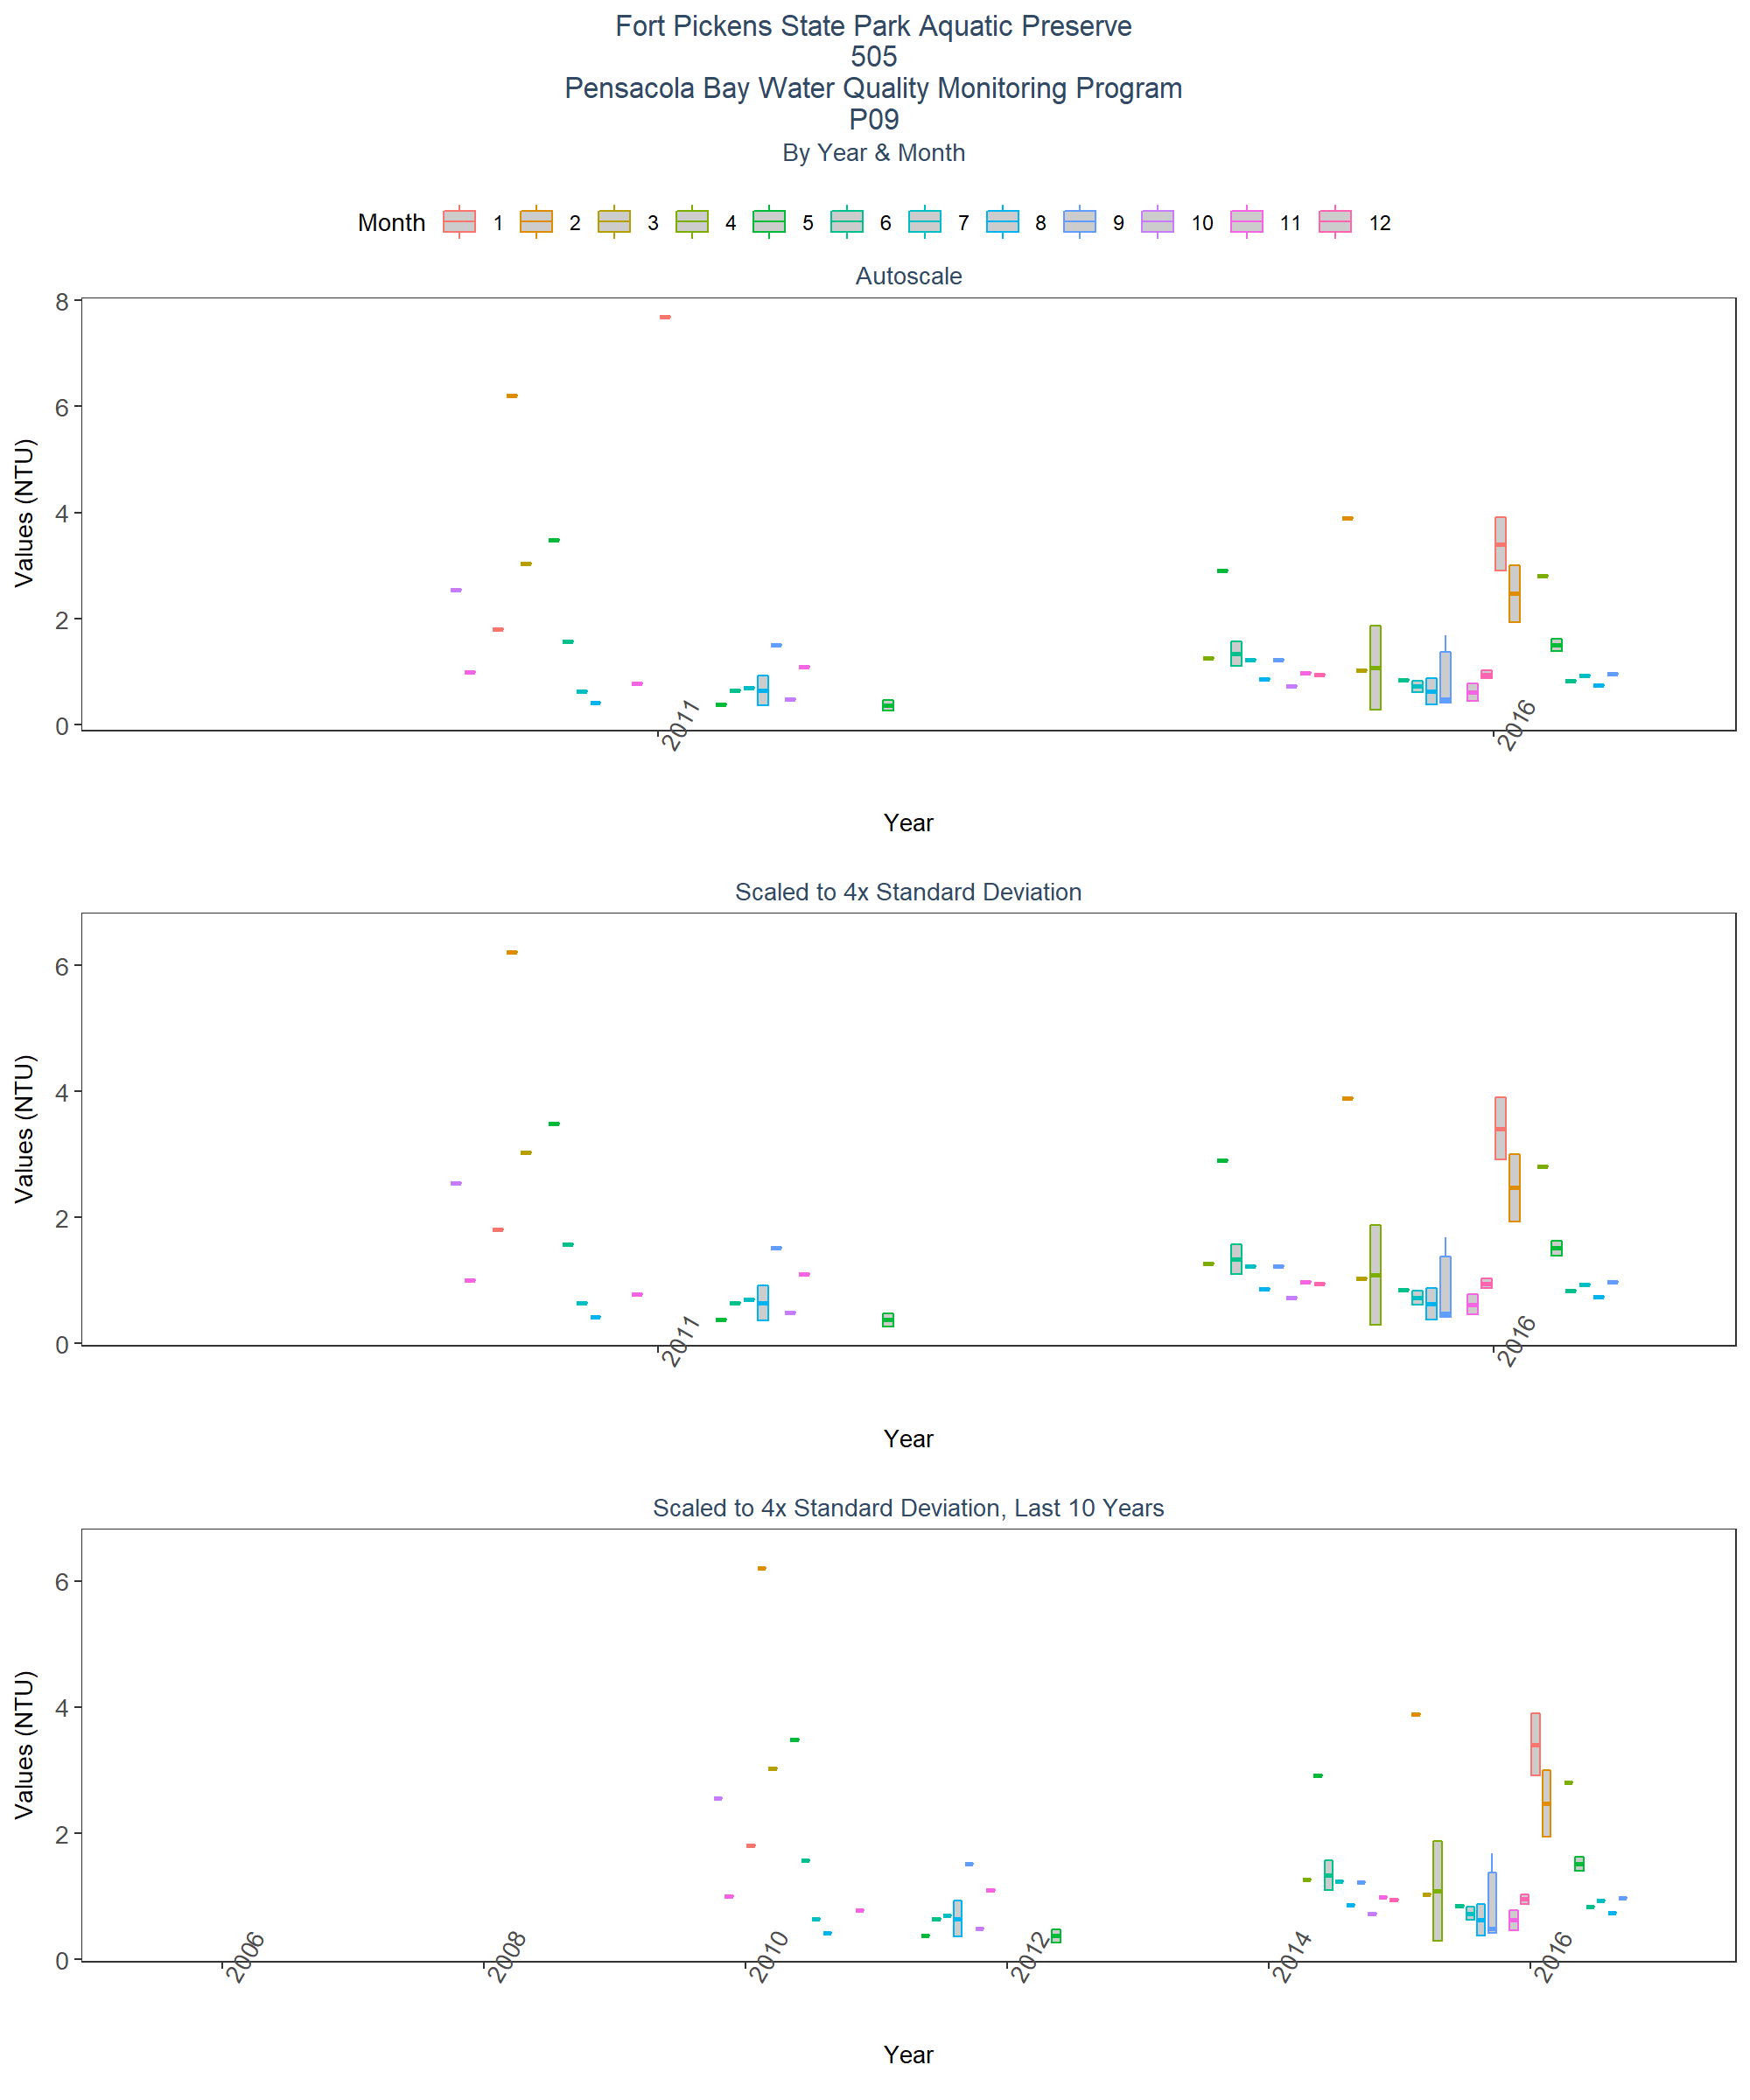 Fort Pickens State Park Aquatic Preserve
505
Pensacola Bay Water Quality Monitoring Program
P09
By Year & Month
Month 1 2 3 4 5 6 7 8 9 10 11 12
Autoscale
Values (NTU)
8
6
4
2
0
2011 2016
Year
Scaled to 4x Standard Deviation
Values (NTU)
6
4
2
0
2011 2016
Year
Scaled to 4x Standard Deviation, Last 10 Years
Values (NTU)
6
4
2
0
2006 2008 2010 2012 2014 2016
Year